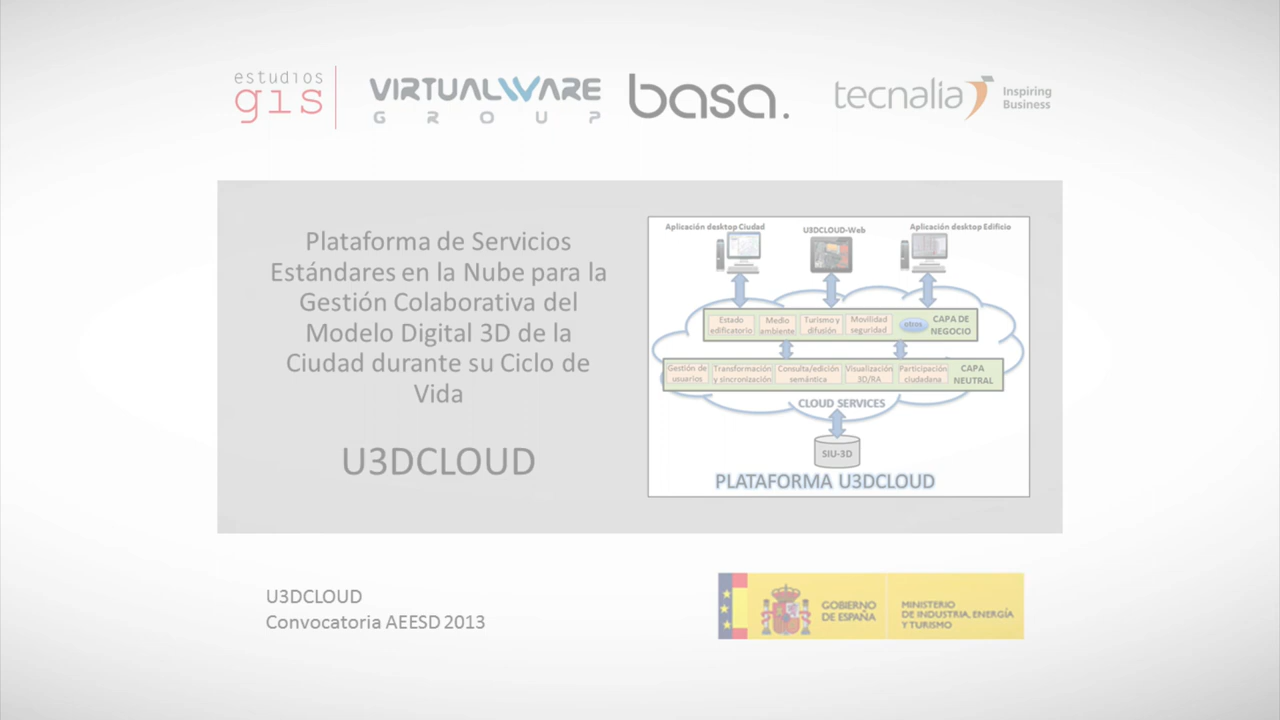 estudios
gis
VIRTUALWARE
GROUP
basa.
tecnalia
Inspiring
Business
Plataforma de Servicios
Estándares en la Nube para la
Gestión Colaborativa del
Modelo Digital 3D de la
Ciudad durante su Ciclo de
Vida
U3DCLOUD
Aplicación desktop Ciudad
U3DCLOUD-Web
Aplicación desktop Edificio
Estado
edificatorio
Medio
ambiente
Turismo y
difusión
Movilidad
seguridad
otros
CAPA DE
NEGOCIO
Gestión de
usuarios
Transformación
y sincronización
Consulta/edición
semántica
Visualización
3D/RA
Participación
ciudadana
CAPA
NEUTRAL
CLOUD SERVICES
SIU-3D
PLATAFORMA U3DCLOUD
U3DCLOUD
Convocatoria AEESD 2013
GOBIERNO
DE ESPAÑA
MINISTERIO
DE INDUSTRIA, ENERGÍA
Y TURISMO